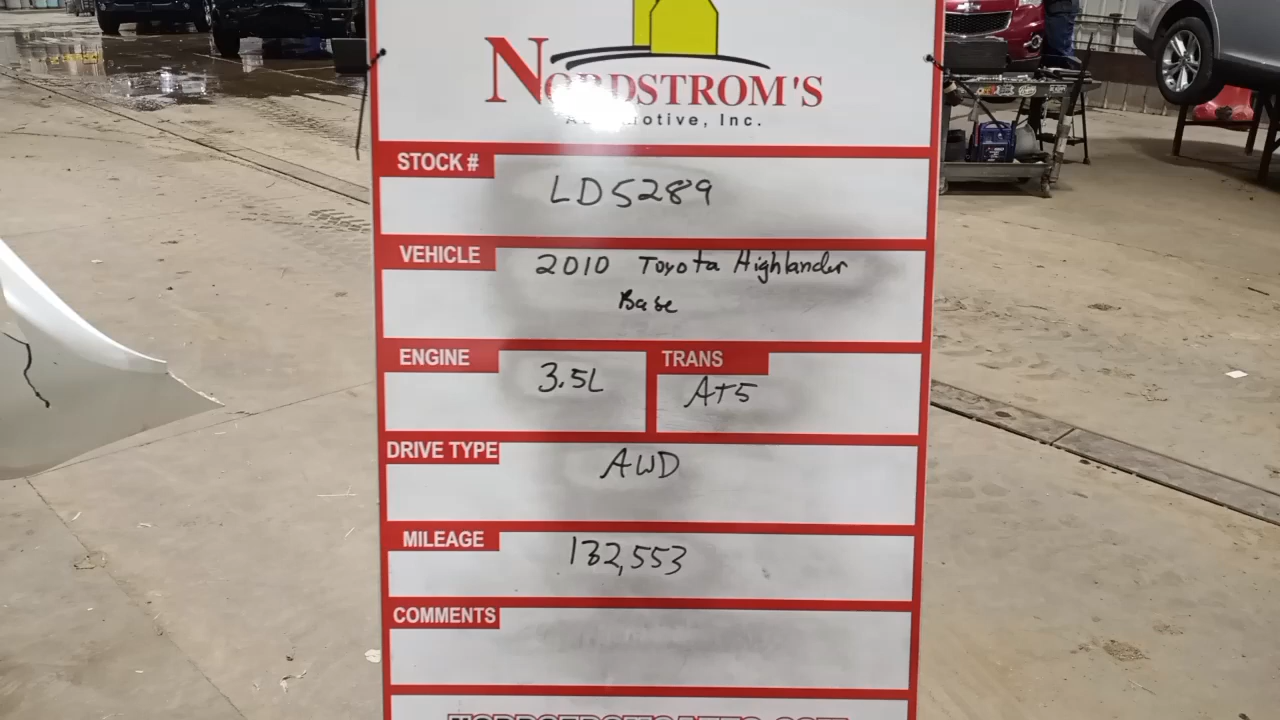 NORDSTROM'S
Automotive, Inc.
STOCK #
LD5289
VEHICLE
2010 Toyota Highlander
Base
ENGINE
3.5L
TRANS
AT5
DRIVE TYPE
AWD
MILEAGE
132,553
COMMENTS